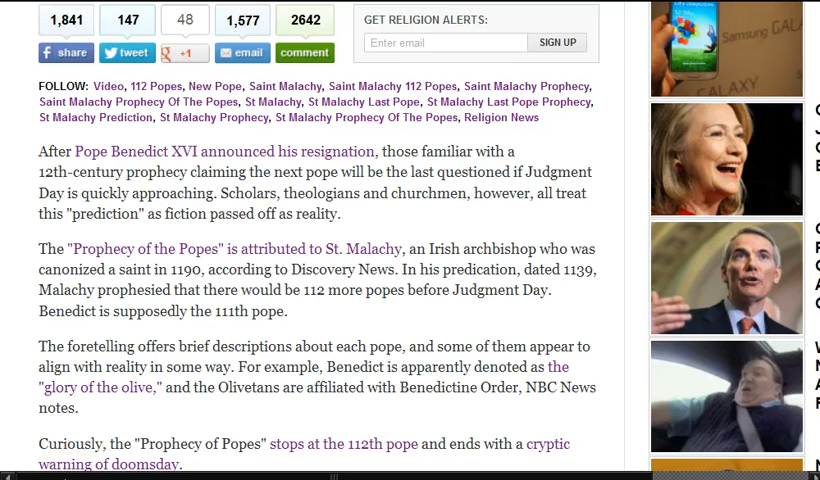 1,841 147 48 1,577 2642
share tweet +1 email comment
GET RELIGION ALERTS:
Enter email SIGN UP
FOLLOW: Video, 112 Popes, New Pope, Saint Malachy, Saint Malachy 112 Popes, Saint Malachy Prophecy,
Saint Malachy Prophecy Of The Popes, St Malachy, St Malachy Last Pope, St Malachy Last Pope Prophecy,
St Malachy Prediction, St Malachy Prophecy, St Malachy Prophecy Of The Popes, Religion News
After Pope Benedict XVI announced his resignation, those familiar with a
12th-century prophecy claiming the next pope will be the last questioned if Judgment
Day is quickly approaching. Scholars, theologians and churchmen, however, all treat
this "prediction" as fiction passed off as reality.
The "Prophecy of the Popes" is attributed to St. Malachy, an Irish archbishop who was
canonized a saint in 1190, according to Discovery News. In his predication, dated 1139,
Malachy prophesied that there would be 112 more popes before Judgment Day.
Benedict is supposedly the 111th pope.
The foretelling offers brief descriptions about each pope, and some of them appear to
align with reality in some way. For example, Benedict is apparently denoted as the
"glory of the olive," and the Olivetans are affiliated with Benedictine Order, NBC News
notes.
Curiously, the "Prophecy of Popes" stops at the 112th pope and ends with a cryptic
warning of doomsday.
Samsung GAL
GALAXY